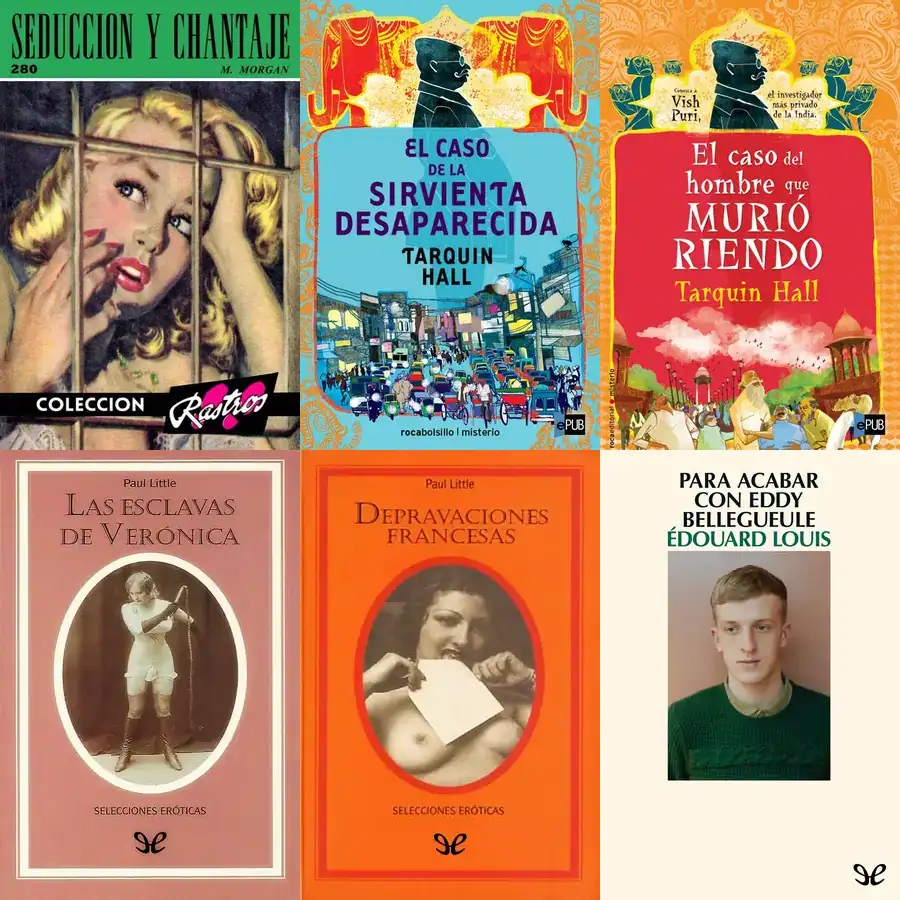 SEDUCCION Y CHANTAJE
280
M. MORGAN
COLECCION
Rastros
EL CASO
DE LA
SIRVIENTA
DESAPARECIDA
TARQUIN
HALL
rocabolsillo | misterio
ePUB
Conozca a
Vish
Puri,
el investigador
más privado
de la India.
El caso del
hombre que
MURIÓ
RIENDO
Tarquin Hall
rocaeditorial | misterio
ePUB
Paul Little
LAS ESCLAVAS
DE VERÓNICA
SELECCIONES ERÓTICAS
Paul Little
DEPRAVACIONES
FRANCESAS
SELECCIONES ERÓTICAS
PARA ACABAR
CON EDDY
BELLEGUEULE
ÉDOUARD LOUIS